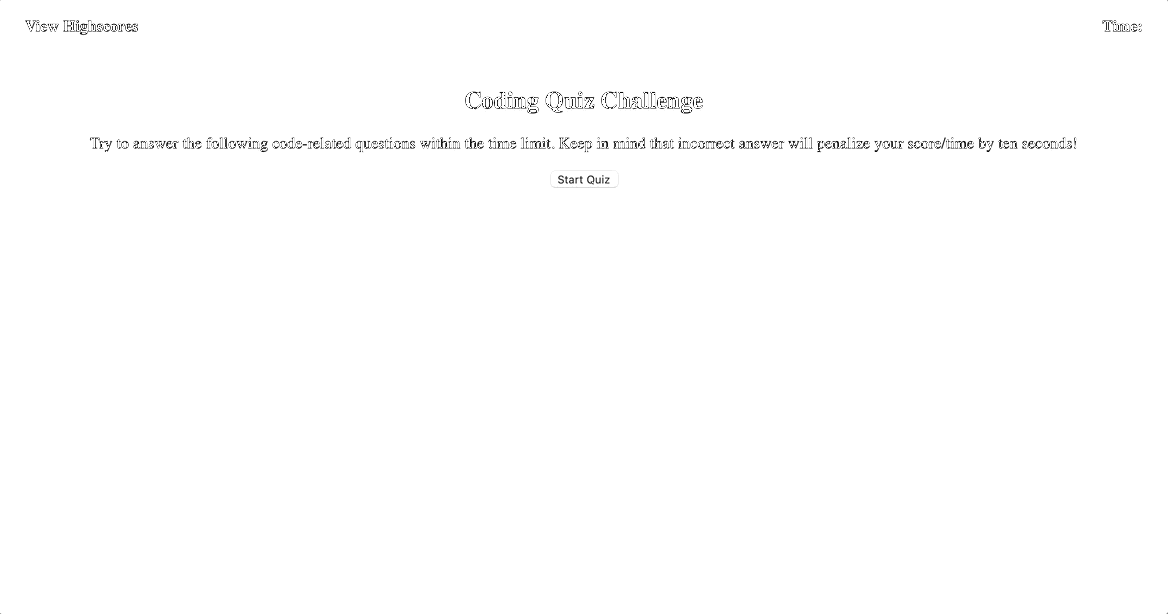 View Highscores
Time:
Coding Quiz Challenge
Try to answer the following code-related questions within the time limit. Keep in mind that incorrect answer will penalize your score/time by ten seconds!
Start Quiz